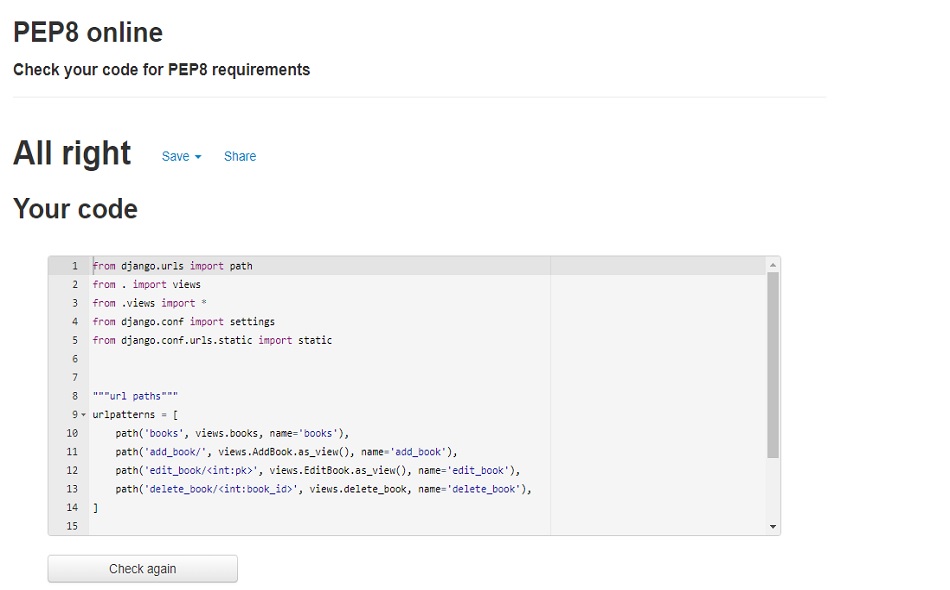 PEP8 online
Check your code for PEP8 requirements
All right Save Share
Your code
1 from django.urls import path
2 from . import views
3 from .views import *
4 from django.conf import settings
5 from django.conf.urls.static import static
6
7
8 """url paths"""
9 urlpatterns = [
10 path('books', views.books, name='books'),
11 path('add_book/', views.AddBook.as_view(), name='add_book'),
12 path('edit_book/<int:pk>', views.EditBook.as_view(), name='edit_book'),
13 path('delete_book/<int:book_id>', views.delete_book, name='delete_book'),
14 ]
15
Check again